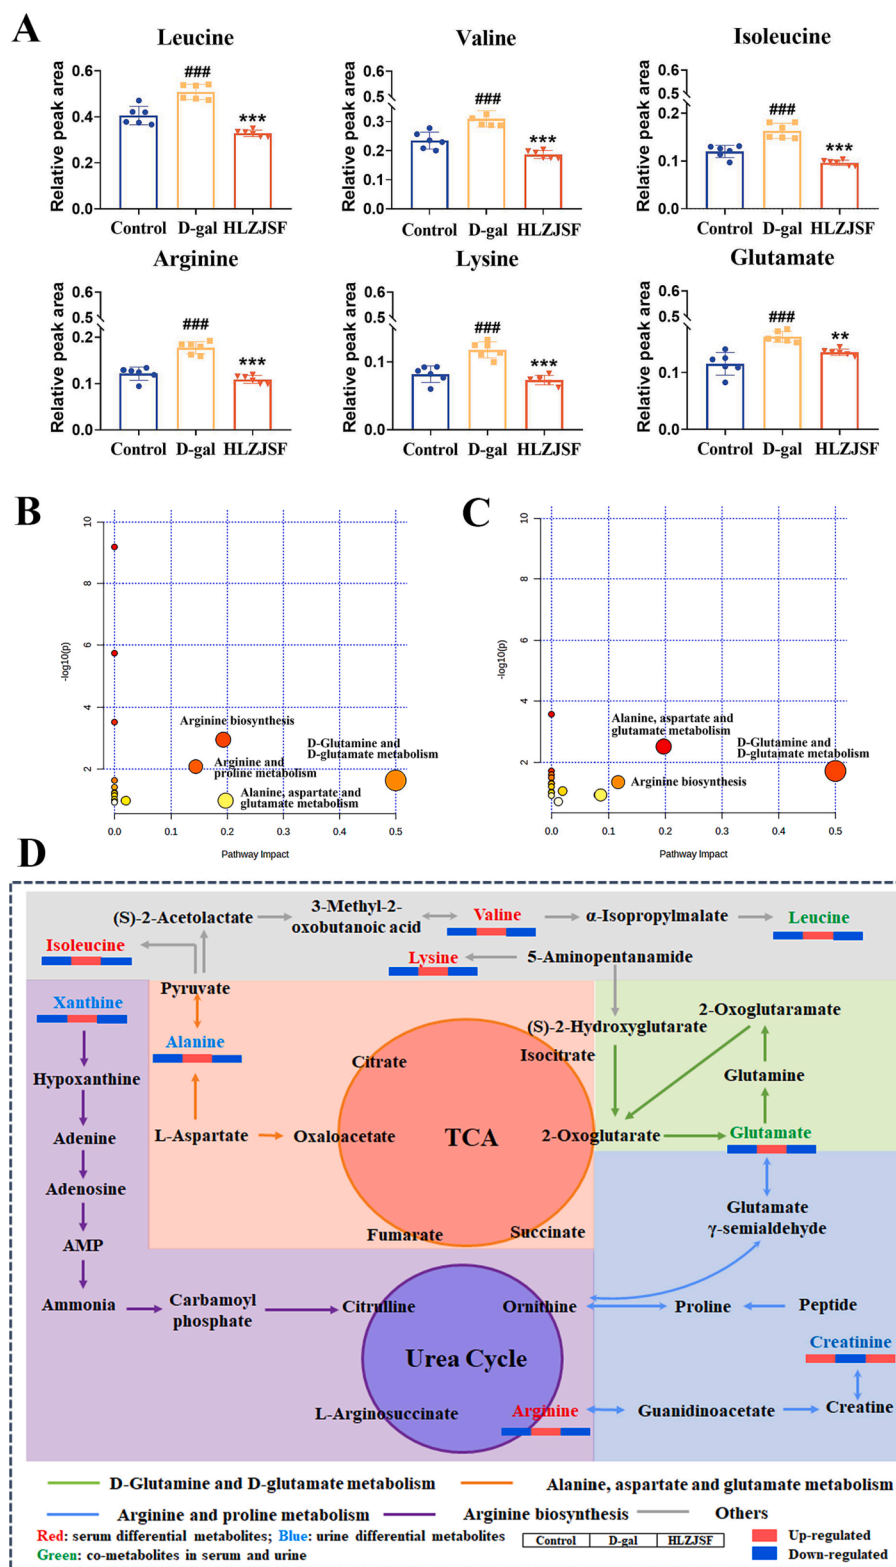 A
Leucine
Valine
Isoleucine
Relative peak area
0.6
0.4
0.2
0.0
###
***
Control D-gal HLZJSF
Relative peak area
0.6
0.5
0.3
0.2
0.1
0.0
###
***
Control D-gal HLZJSF
Relative peak area
0.6
0.5
0.2
0.1
0.0
###
***
Control D-gal HLZJSF
Arginine
Lysine
Glutamate
Relative peak area
0.6
0.5
0.2
0.1
0.0
###
***
Control D-gal HLZJSF
Relative peak area
0.6
0.5
0.1
0.0
###
***
Control D-gal HLZJSF
Relative peak area
0.6
0.5
0.1
0.0
###
**
Control D-gal HLZJSF
B
-log10(p)
10
8
6
4
2
Arginine biosynthesis
D-Glutamine and
D-glutamate metabolism
Arginine and
proline metabolism
Alanine, aspartate and
glutamate metabolism
0.0 0.1 0.2 0.3 0.4 0.5
Pathway Impact
C
-log10(p)
10
8
6
4
2
Alanine, aspartate and
glutamate metabolism
D-Glutamine and
D-glutamate metabolism
Arginine biosynthesis
0.0 0.1 0.2 0.3 0.4 0.5
Pathway Impact
D
(S)-2-Acetolactate
3-Methyl-2-
oxobutanoic acid
Valine
α-Isopropylmalate
Leucine
Isoleucine
Lysine
5-Aminopentanamide
Pyruvate
Xanthine
Alanine
(S)-2-Hydroxyglutarate
2-Oxoglutaramate
Citrate
Isocitrate
Hypoxanthine
Glutamine
Adenine
L-Aspartate
Oxaloacetate
TCA
2-Oxoglutarate
Glutamate
Adenosine
Fumarate
Succinate
Glutamate
γ-semialdehyde
AMP
Ammonia
Carbamoyl
phosphate
Citrulline
Ornithine
Proline
Peptide
Urea Cycle
Creatinine
L-Arginosuccinate
Arginine
Guanidinoacetate
Creatine
D-Glutamine and D-glutamate metabolism
Alanine, aspartate and glutamate metabolism
Arginine and proline metabolism
Arginine biosynthesis
Others
Red: serum differential metabolites; Blue: urine differential metabolites
Control D-gal HLZJSF
Up-regulated
Green: co-metabolites in serum and urine
Down-regulated